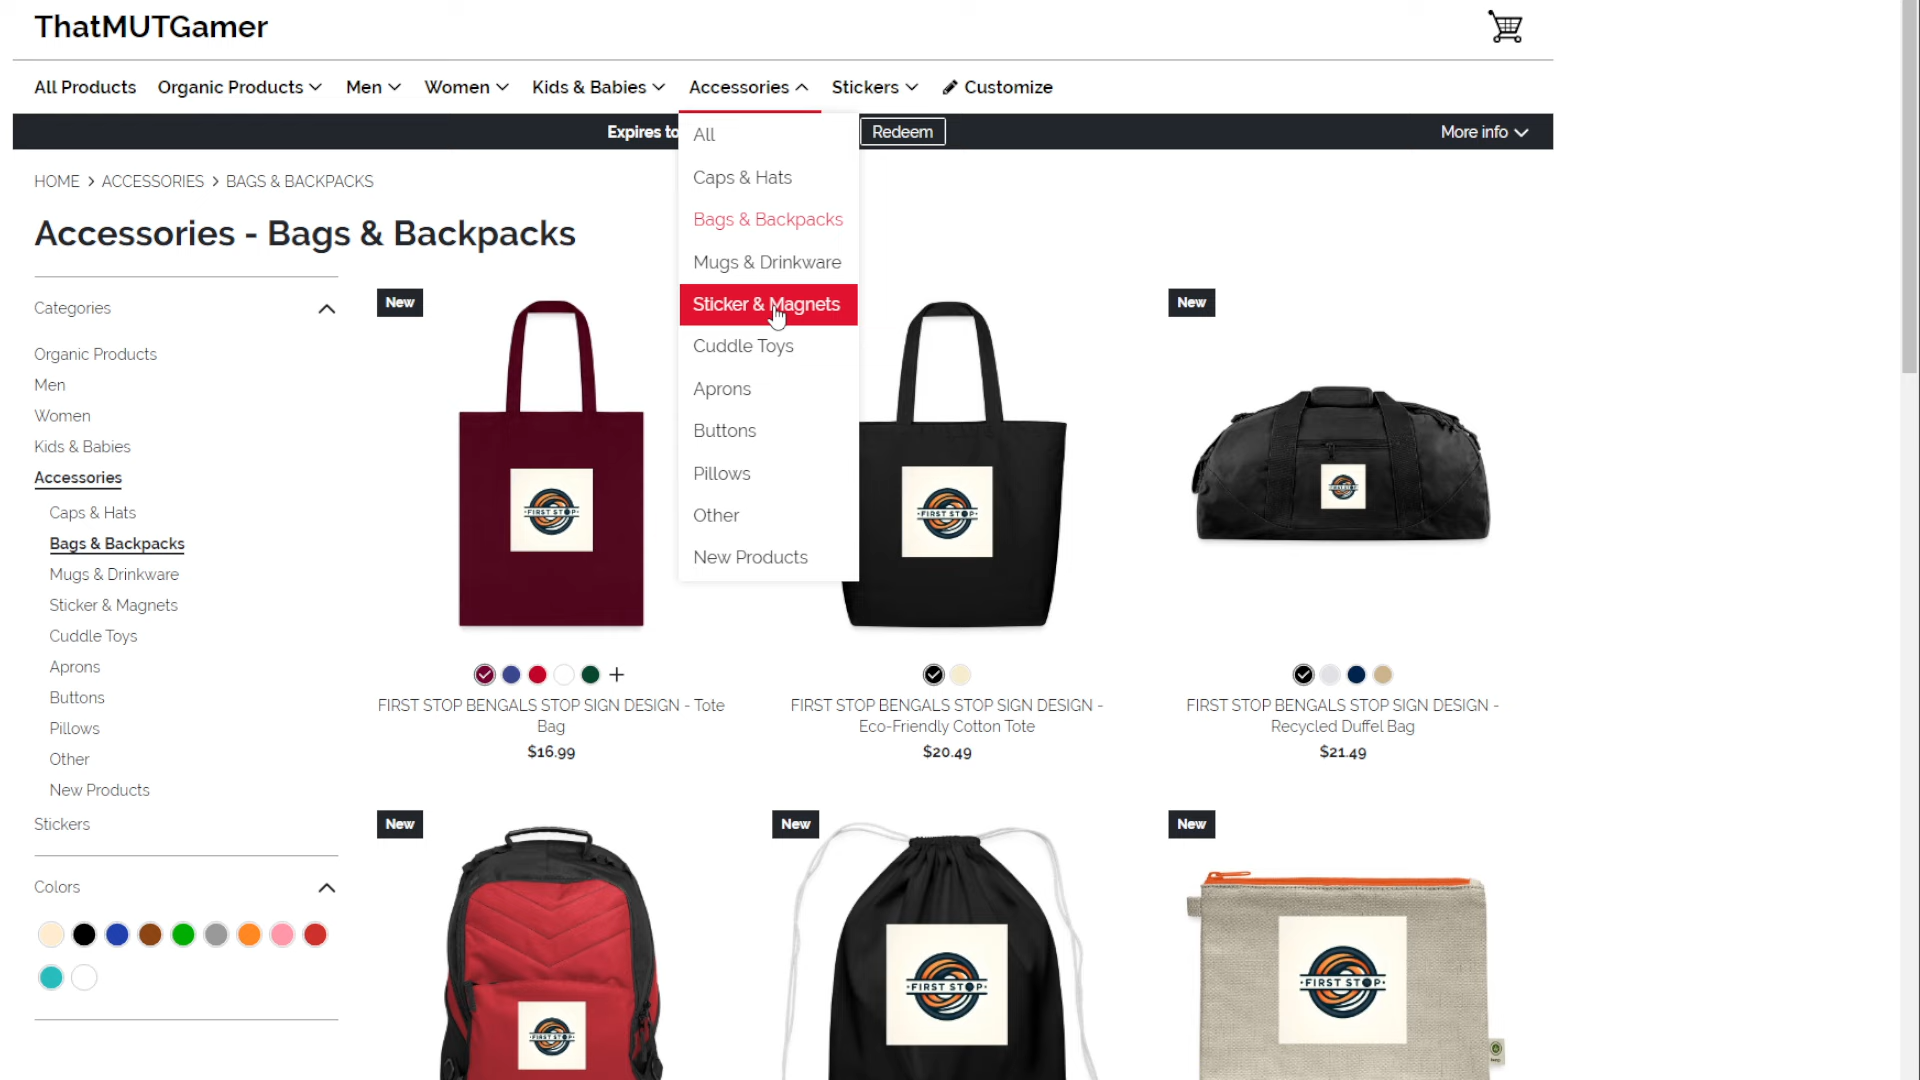 ThatMUTGamer
All Products Organic Products Men Women Kids & Babies Accessories Stickers Customize
Expires to Redeem More info
All
Caps & Hats
Bags & Backpacks
Mugs & Drinkware
Sticker & Magnets
Cuddle Toys
Aprons
Buttons
Pillows
Other
New Products
HOME > ACCESSORIES > BAGS & BACKPACKS
Accessories - Bags & Backpacks
Categories
Organic Products
Men
Women
Kids & Babies
Accessories
Caps & Hats
Bags & Backpacks
Mugs & Drinkware
Sticker & Magnets
Cuddle Toys
Aprons
Buttons
Pillows
Other
New Products
Stickers
Colors
New
FIRST STOP
FIRST STOP BENGALS STOP SIGN DESIGN - Tote
Bag
$16.99
FIRST STOP
FIRST STOP BENGALS STOP SIGN DESIGN -
Eco-Friendly Cotton Tote
$20.49
New
FIRST STOP
FIRST STOP BENGALS STOP SIGN DESIGN -
Recycled Duffel Bag
$21.49
New
FIRST STOP
New
FIRST STOP
New
FIRST STOP